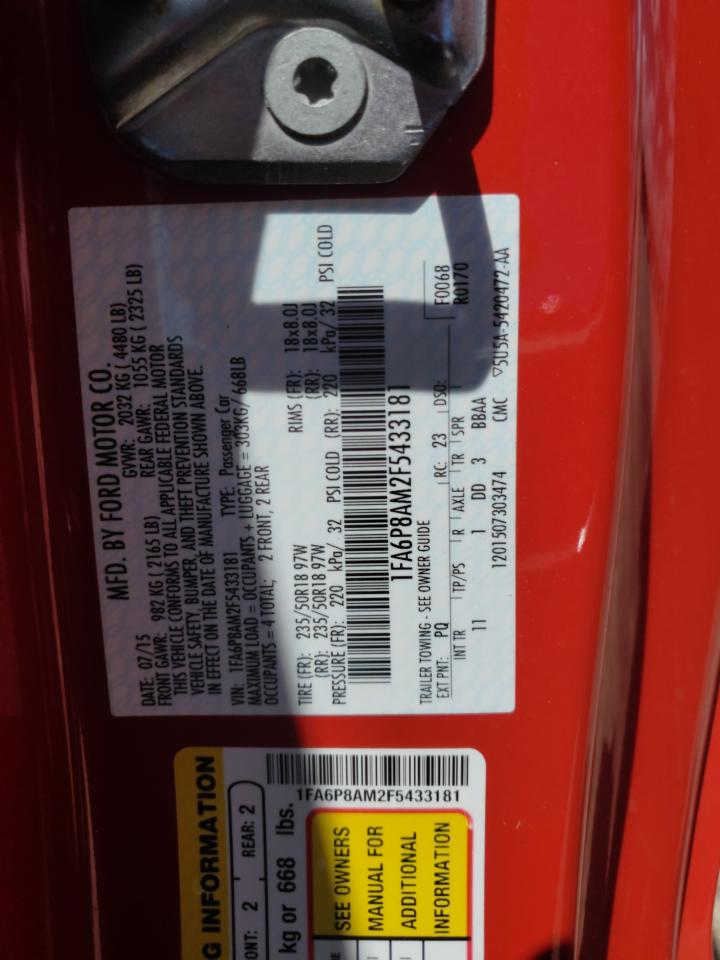 MFD. BY FORD MOTOR CO.
DATE: 07/15 GVWR: 2032 KG ( 4480 LB)
FRONT GAWR: 982 KG ( 2165 LB) REAR GAWR: 1055 KG ( 2325 LB)
THIS VEHICLE CONFORMS TO ALL APPLICABLE FEDERAL MOTOR
VEHICLE SAFETY, BUMPER, AND THEFT PREVENTION STANDARDS
IN EFFECT ON THE DATE OF MANUFACTURE SHOWN ABOVE.
VIN: 1FA6P8AM2F5433181 TYPE: Passenger Car
MAXIMUM LOAD = OCCUPANTS + LUGGAGE = 303KG/ 668LB
OCCUPANTS = 4 TOTAL; 2 FRONT, 2 REAR
TIRE (FR): 235/50R18 97W RIMS (FR): 18x8.0J
(RR): 235/50R18 97W (RR): 18x8.0J
PRESSURE (FR): 220 kPa/ 32 PSI COLD (RR): 220 kPa/ 32 PSI COLD
1FA6P8AM2F5433181
TRAILER TOWING - SEE OWNER GUIDE
EXT PNT: PQ RC: 23 DSO: F0068
R0170
INT TR TP/PS R AXLE TR SPR
11 1 DD 3 BBAA
1201507303474 CMC 5U5A-5420472-AA
G INFORMATION
ONT: 2 REAR: 2
kg or 668 lbs.
1FA6P8AM2F5433181
SEE OWNERS
MANUAL FOR
ADDITIONAL
INFORMATION